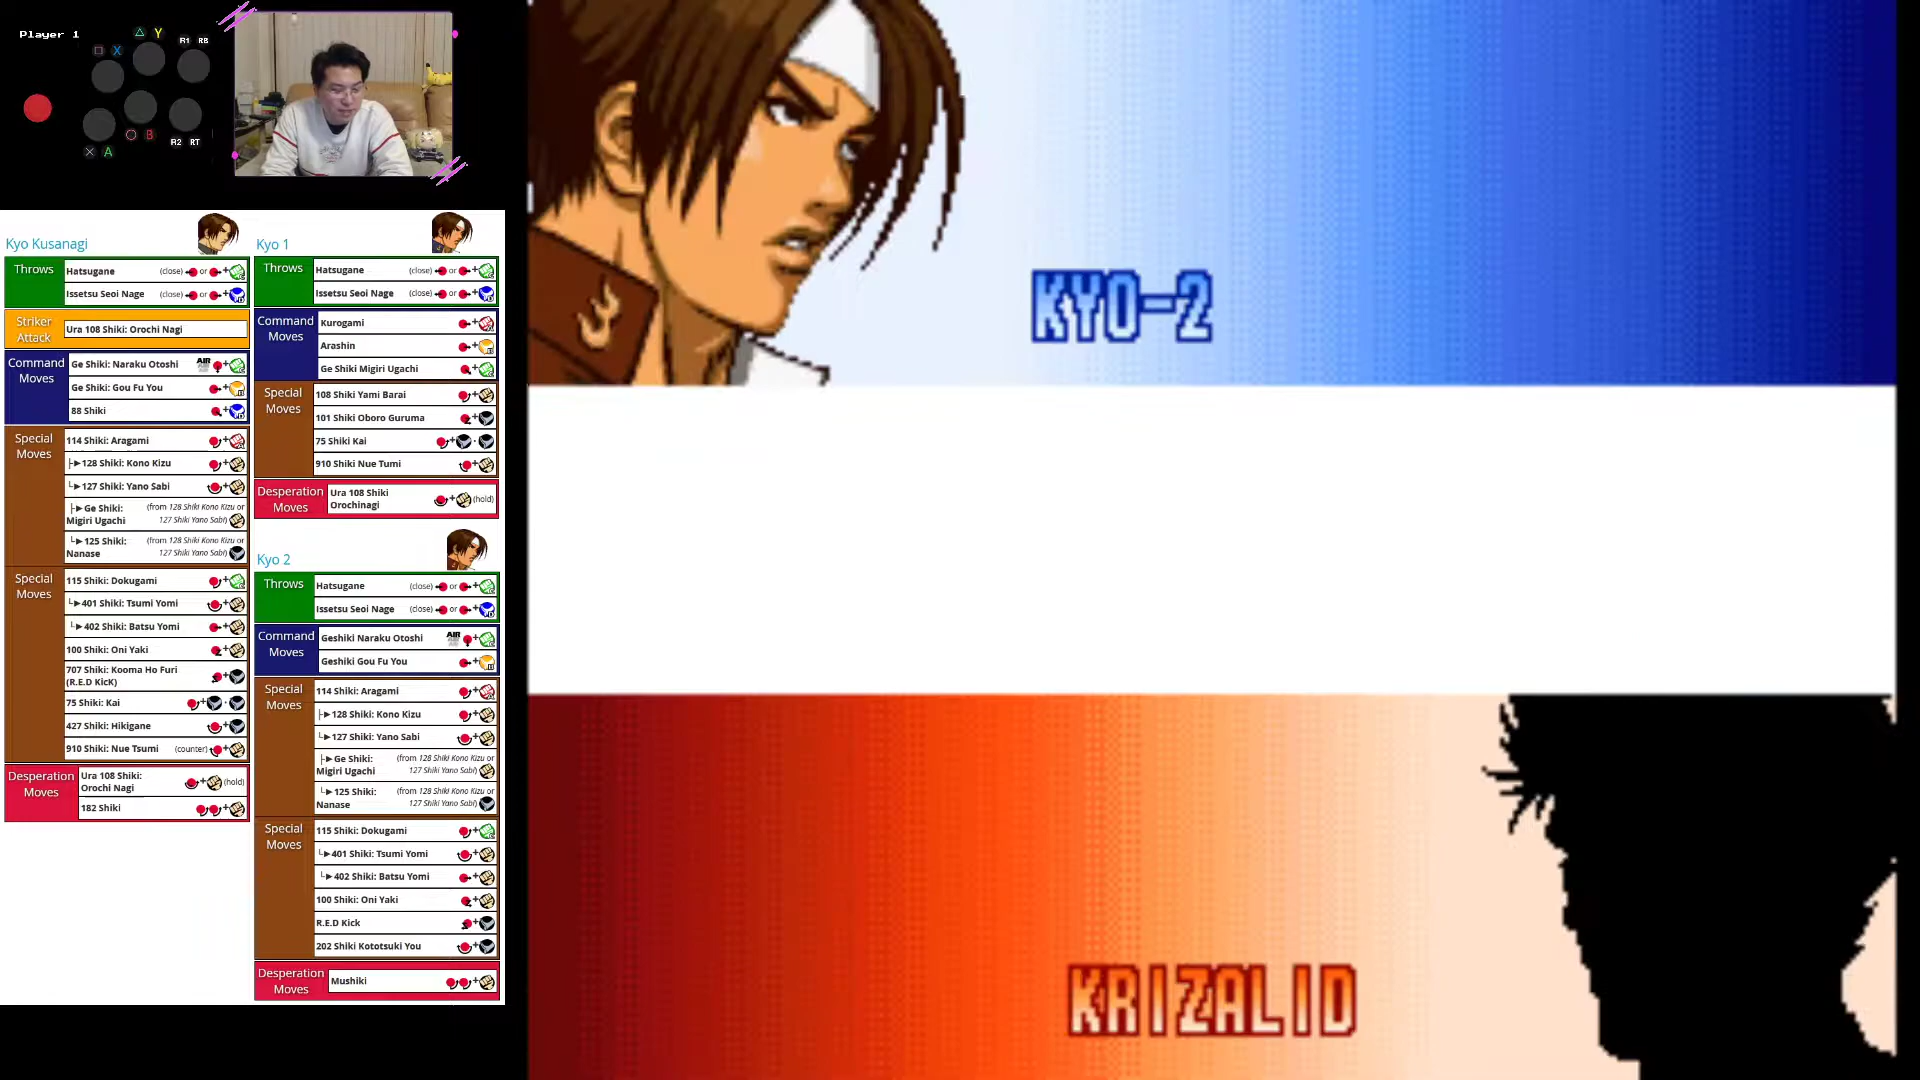 Player 1
△ Y
R1 RB
□ X
○ B
R2 RT
× A
Kyo Kusanagi
Throws
Hatsugane (close) or +
Issetsu Seoi Nage (close) or +
Striker Attack
Ura 108 Shiki: Orochi Nagi
Command Moves
Ge Shiki: Naraku Otoshi AIR +
Ge Shiki: Gou Fu You +
88 Shiki +
Special Moves
114 Shiki: Aragami +
128 Shiki: Kono Kizu +
127 Shiki: Yano Sabi +
Ge Shiki: Migiri Ugachi (from 128 Shiki Kono Kizu or 127 Shiki Yano Sabi)
125 Shiki: Nanase (from 128 Shiki Kono Kizu or 127 Shiki Yano Sabi)
Special Moves
115 Shiki: Dokugami +
401 Shiki: Tsumi Yomi +
402 Shiki: Batsu Yomi +
100 Shiki: Oni Yaki +
707 Shiki: Kooma Ho Furi (R.E.D KicK) +
75 Shiki: Kai +
427 Shiki: Hikigane +
910 Shiki: Nue Tsumi (counter) +
Desperation Moves
Ura 108 Shiki: Orochi Nagi + (hold)
182 Shiki +
Kyo 1
Throws
Hatsugane (close) or +
Issetsu Seoi Nage (close) or +
Command Moves
Kurogami +
Arashin +
Ge Shiki Migiri Ugachi +
Special Moves
108 Shiki Yami Barai +
101 Shiki Oboro Guruma +
75 Shiki Kai +
910 Shiki Nue Tumi +
Desperation Moves
Ura 108 Shiki Orochinagi + (hold)
Kyo 2
Throws
Hatsugane (close) or +
Issetsu Seoi Nage (close) or +
Command Moves
Geshiki Naraku Otoshi AIR +
Geshiki Gou Fu You +
Special Moves
114 Shiki: Aragami +
128 Shiki: Kono Kizu +
127 Shiki: Yano Sabi +
Ge Shiki: Migiri Ugachi (from 128 Shiki Kono Kizu or 127 Shiki Yano Sabi)
125 Shiki: Nanase (from 128 Shiki Kono Kizu or 127 Shiki Yano Sabi)
Special Moves
115 Shiki: Dokugami +
401 Shiki: Tsumi Yomi +
402 Shiki: Batsu Yomi +
100 Shiki: Oni Yaki +
R.E.D Kick +
202 Shiki Kototsuki You +
Desperation Moves
Mushiki +
KYO-2
KRIZALID